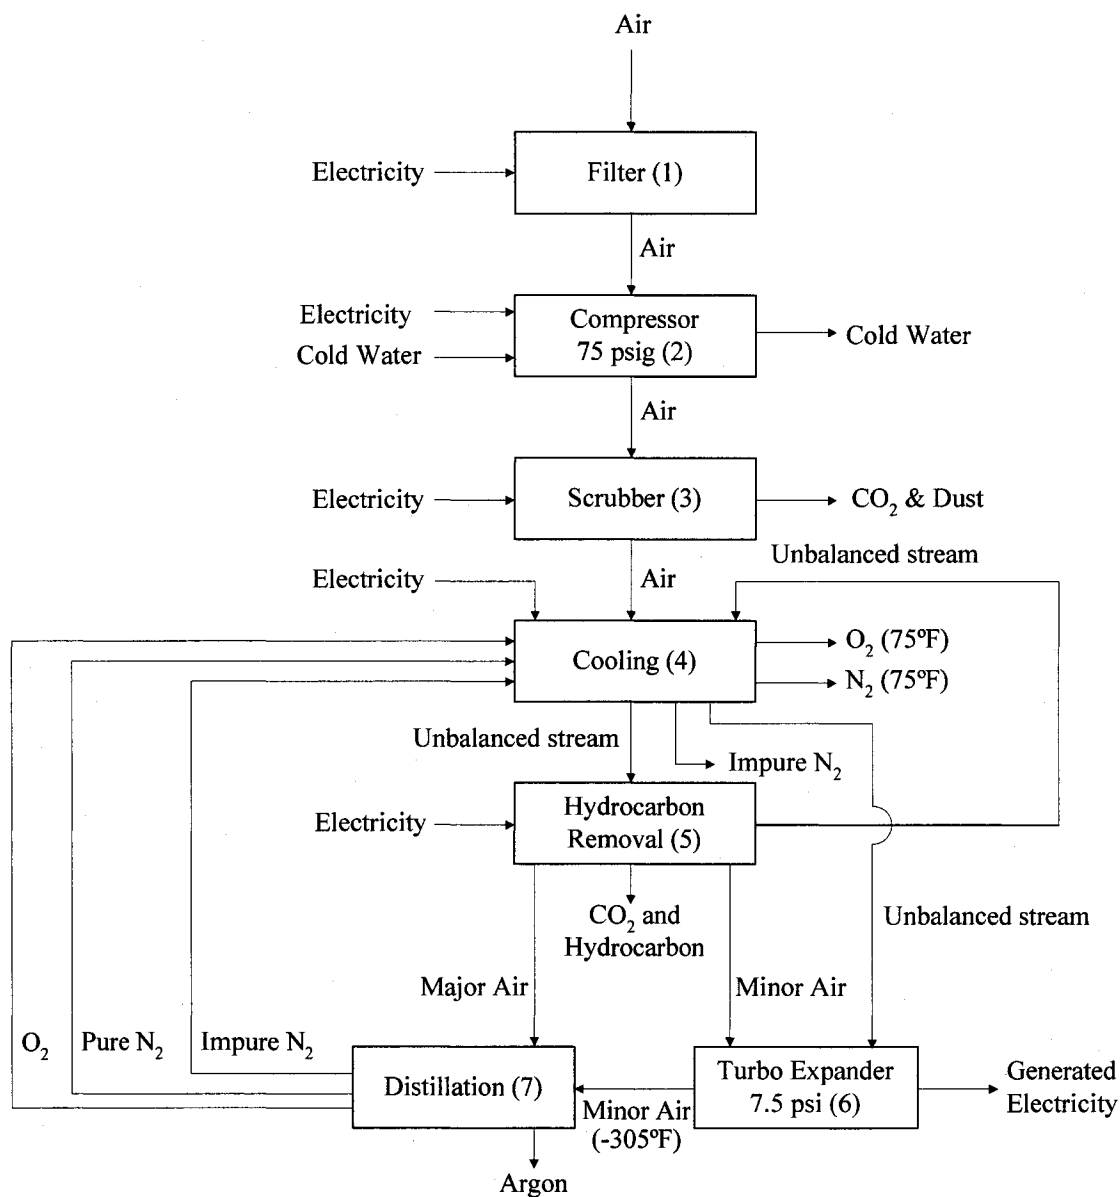 Air
Electricity
Filter (1)
Air
Electricity
Cold Water
Compressor
75 psig (2)
Cold Water
Air
Electricity
Scrubber (3)
CO₂ & Dust
Unbalanced stream
Electricity
Air
Cooling (4)
O₂ (75ºF)
N₂ (75ºF)
Unbalanced stream
Impure N₂
Electricity
Hydrocarbon
Removal (5)
CO₂ and
Hydrocarbon
Unbalanced stream
Major Air
Minor Air
O₂
Pure N₂
Impure N₂
Distillation (7)
Minor Air
(-305ºF)
Turbo Expander
7.5 psi (6)
Generated
Electricity
Argon